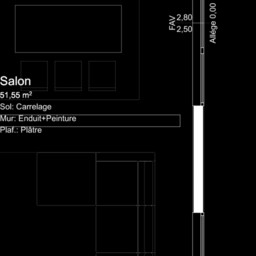 Salon
51,55 m²
Sol: Carrelage
Mur: Enduit+Peinture
Plaf.: Plâtre
FAV 2,80
2,50
Allège 0,00